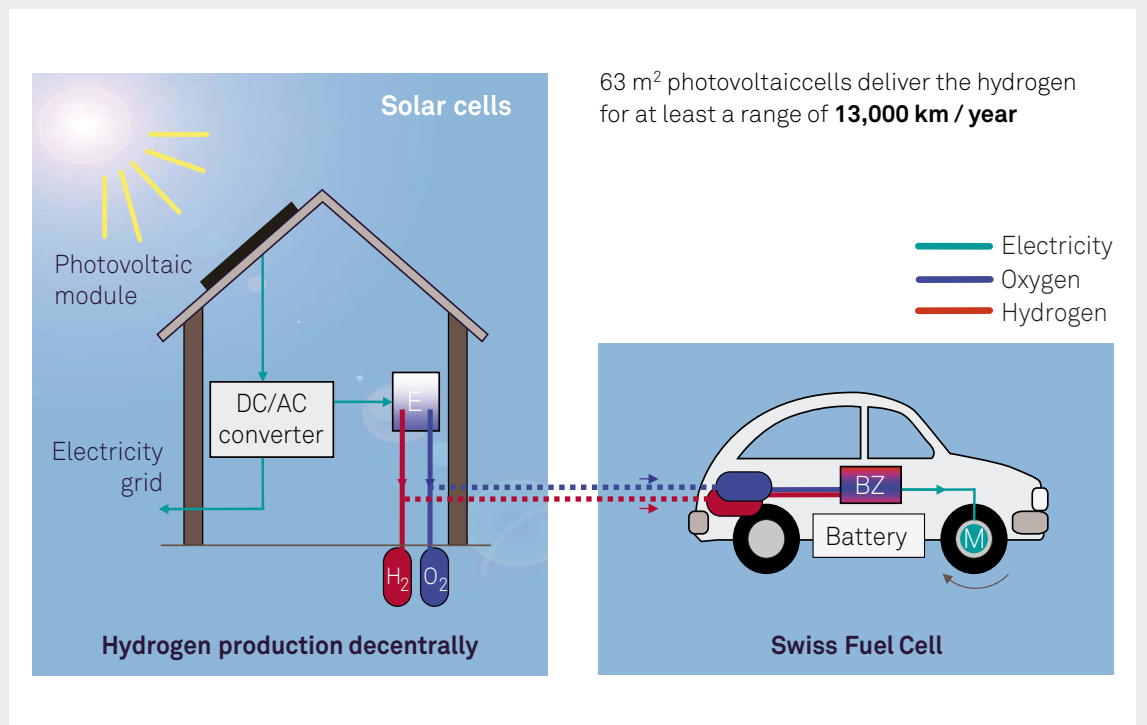 Solar cells
63 m² photovoltaiccells deliver the hydrogen
for at least a range of 13,000 km / year
Photovoltaic
module
Electricity
Oxygen
Hydrogen
DC/AC
converter
E
Electricity
grid
BZ
Battery
M
H₂
O₂
Hydrogen production decentrally
Swiss Fuel Cell